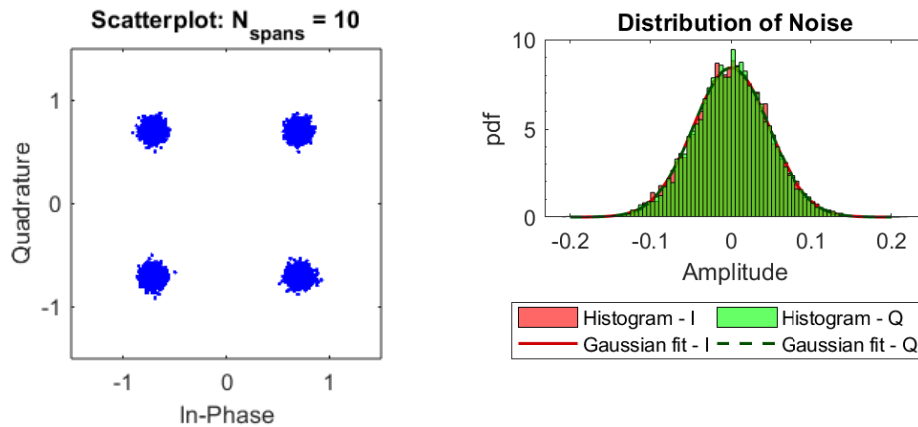 Scatterplot: N_spans = 10
Quadrature
1
0
-1
-1 0 1
In-Phase
Distribution of Noise
pdf
10
5
0
-0.2 -0.1 0 0.1 0.2
Amplitude
Histogram - I Histogram - Q
Gaussian fit - I Gaussian fit - Q